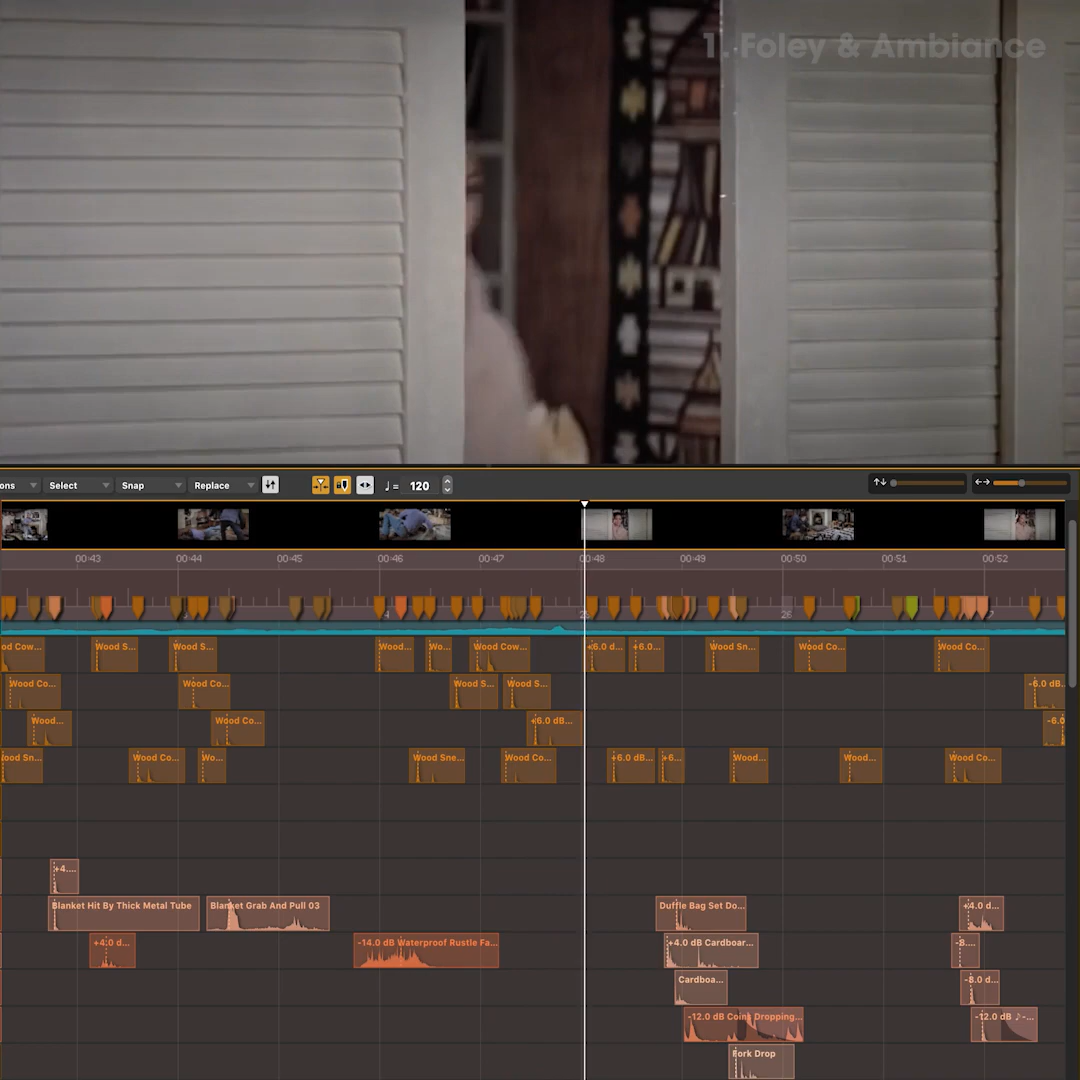 1. Foley & Ambiance
ons Select Snap Replace ♩ = 120
00:43 00:44 00:45 00:46 00:47 00:48 00:49 00:50 00:51 00:52
26
od Cow... Wood S... Wood S... Wood... Wo... Wood Cow... +6.0 d... +6.0... Wood Sn... Wood Co... Wood Co...
Wood Co... Wood Co... Wood S... Wood S... -6.0 dB...
Wood... Wood Co... +6.0 dB... -6.0
ood Sn... Wood Co... Wo... Wood Sne... Wood Co... +6.0 dB... +6... Wood... Wood... Wood Co...
+4....
Blanket Hit By Thick Metal Tube Blanket Grab And Pull 03 Duffle Bag Set Do... +4.0 d...
+4.0 d... -14.0 dB Waterproof Rustle Fa... +4.0 dB Cardboar... -8....
Cardboa... -8.0 d...
-12.0 dB Coins Dropping... -12.0 dB ♪-...
Fork Drop